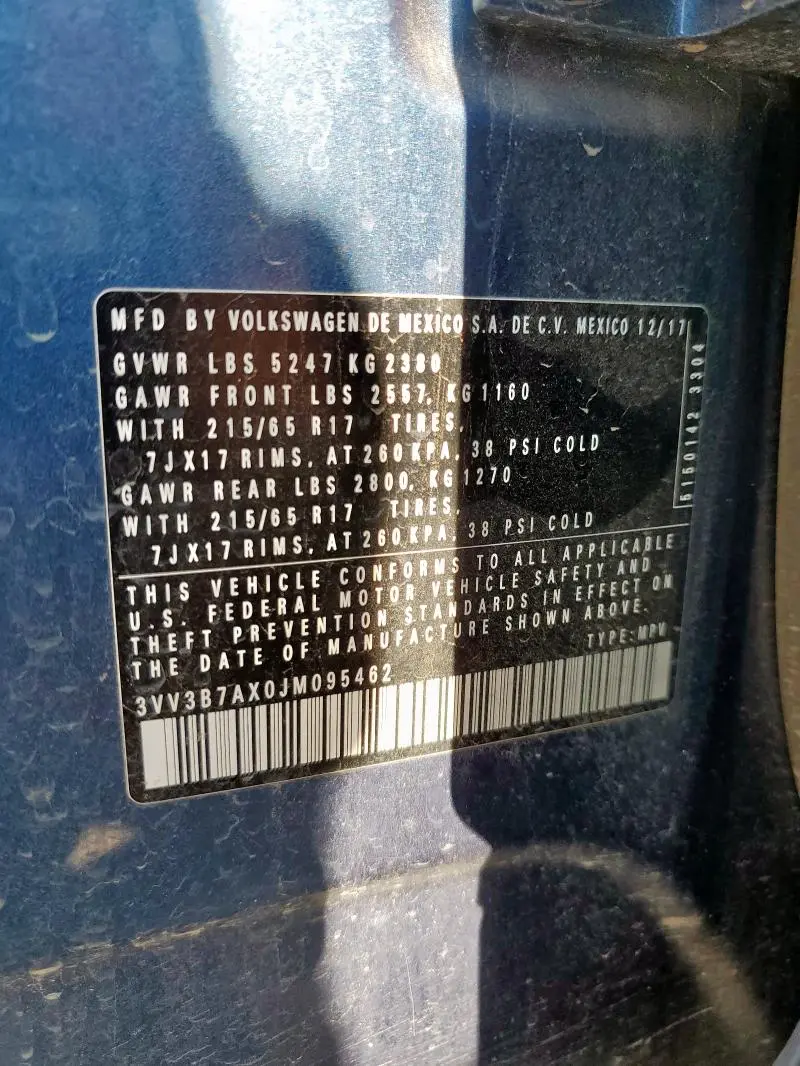 MFD BY VOLKSWAGEN DE MEXICO S.A. DE C.V. MEXICO 12/17
GVWR LBS 5247 KG 2380
GAWR FRONT LBS 2557, KG 1160
WITH 215/65 R17 TIRES,
7JX17 RIMS, AT 260 KPA, 38 PSI COLD
GAWR REAR LBS 2800, KG 1270
WITH 215/65 R17 TIRES,
7JX17 RIMS, AT 260 KPA, 38 PSI COLD
5150142 3304
THIS VEHICLE CONFORMS TO ALL APPLICABLE
U.S. FEDERAL MOTOR VEHICLE SAFETY AND
THEFT PREVENTION STANDARDS IN EFFECT ON
THE DATE OF MANUFACTURE SHOWN ABOVE.
TYPE:MPV
3VV3B7AX0JM095462